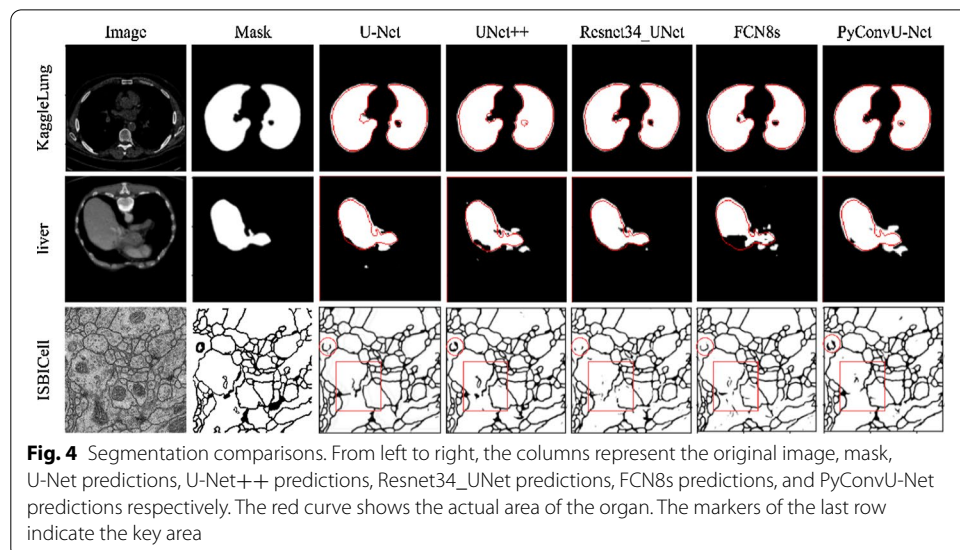 Image Mask U-Net UNet++ Resnet34_UNet FCN8s PyConvU-Net
KaggleLung
liver
ISBICell
Fig. 4 Segmentation comparisons. From left to right, the columns represent the original image, mask,
U-Net predictions, U-Net++ predictions, Resnet34_UNet predictions, FCN8s predictions, and PyConvU-Net
predictions respectively. The red curve shows the actual area of the organ. The markers of the last row
indicate the key area